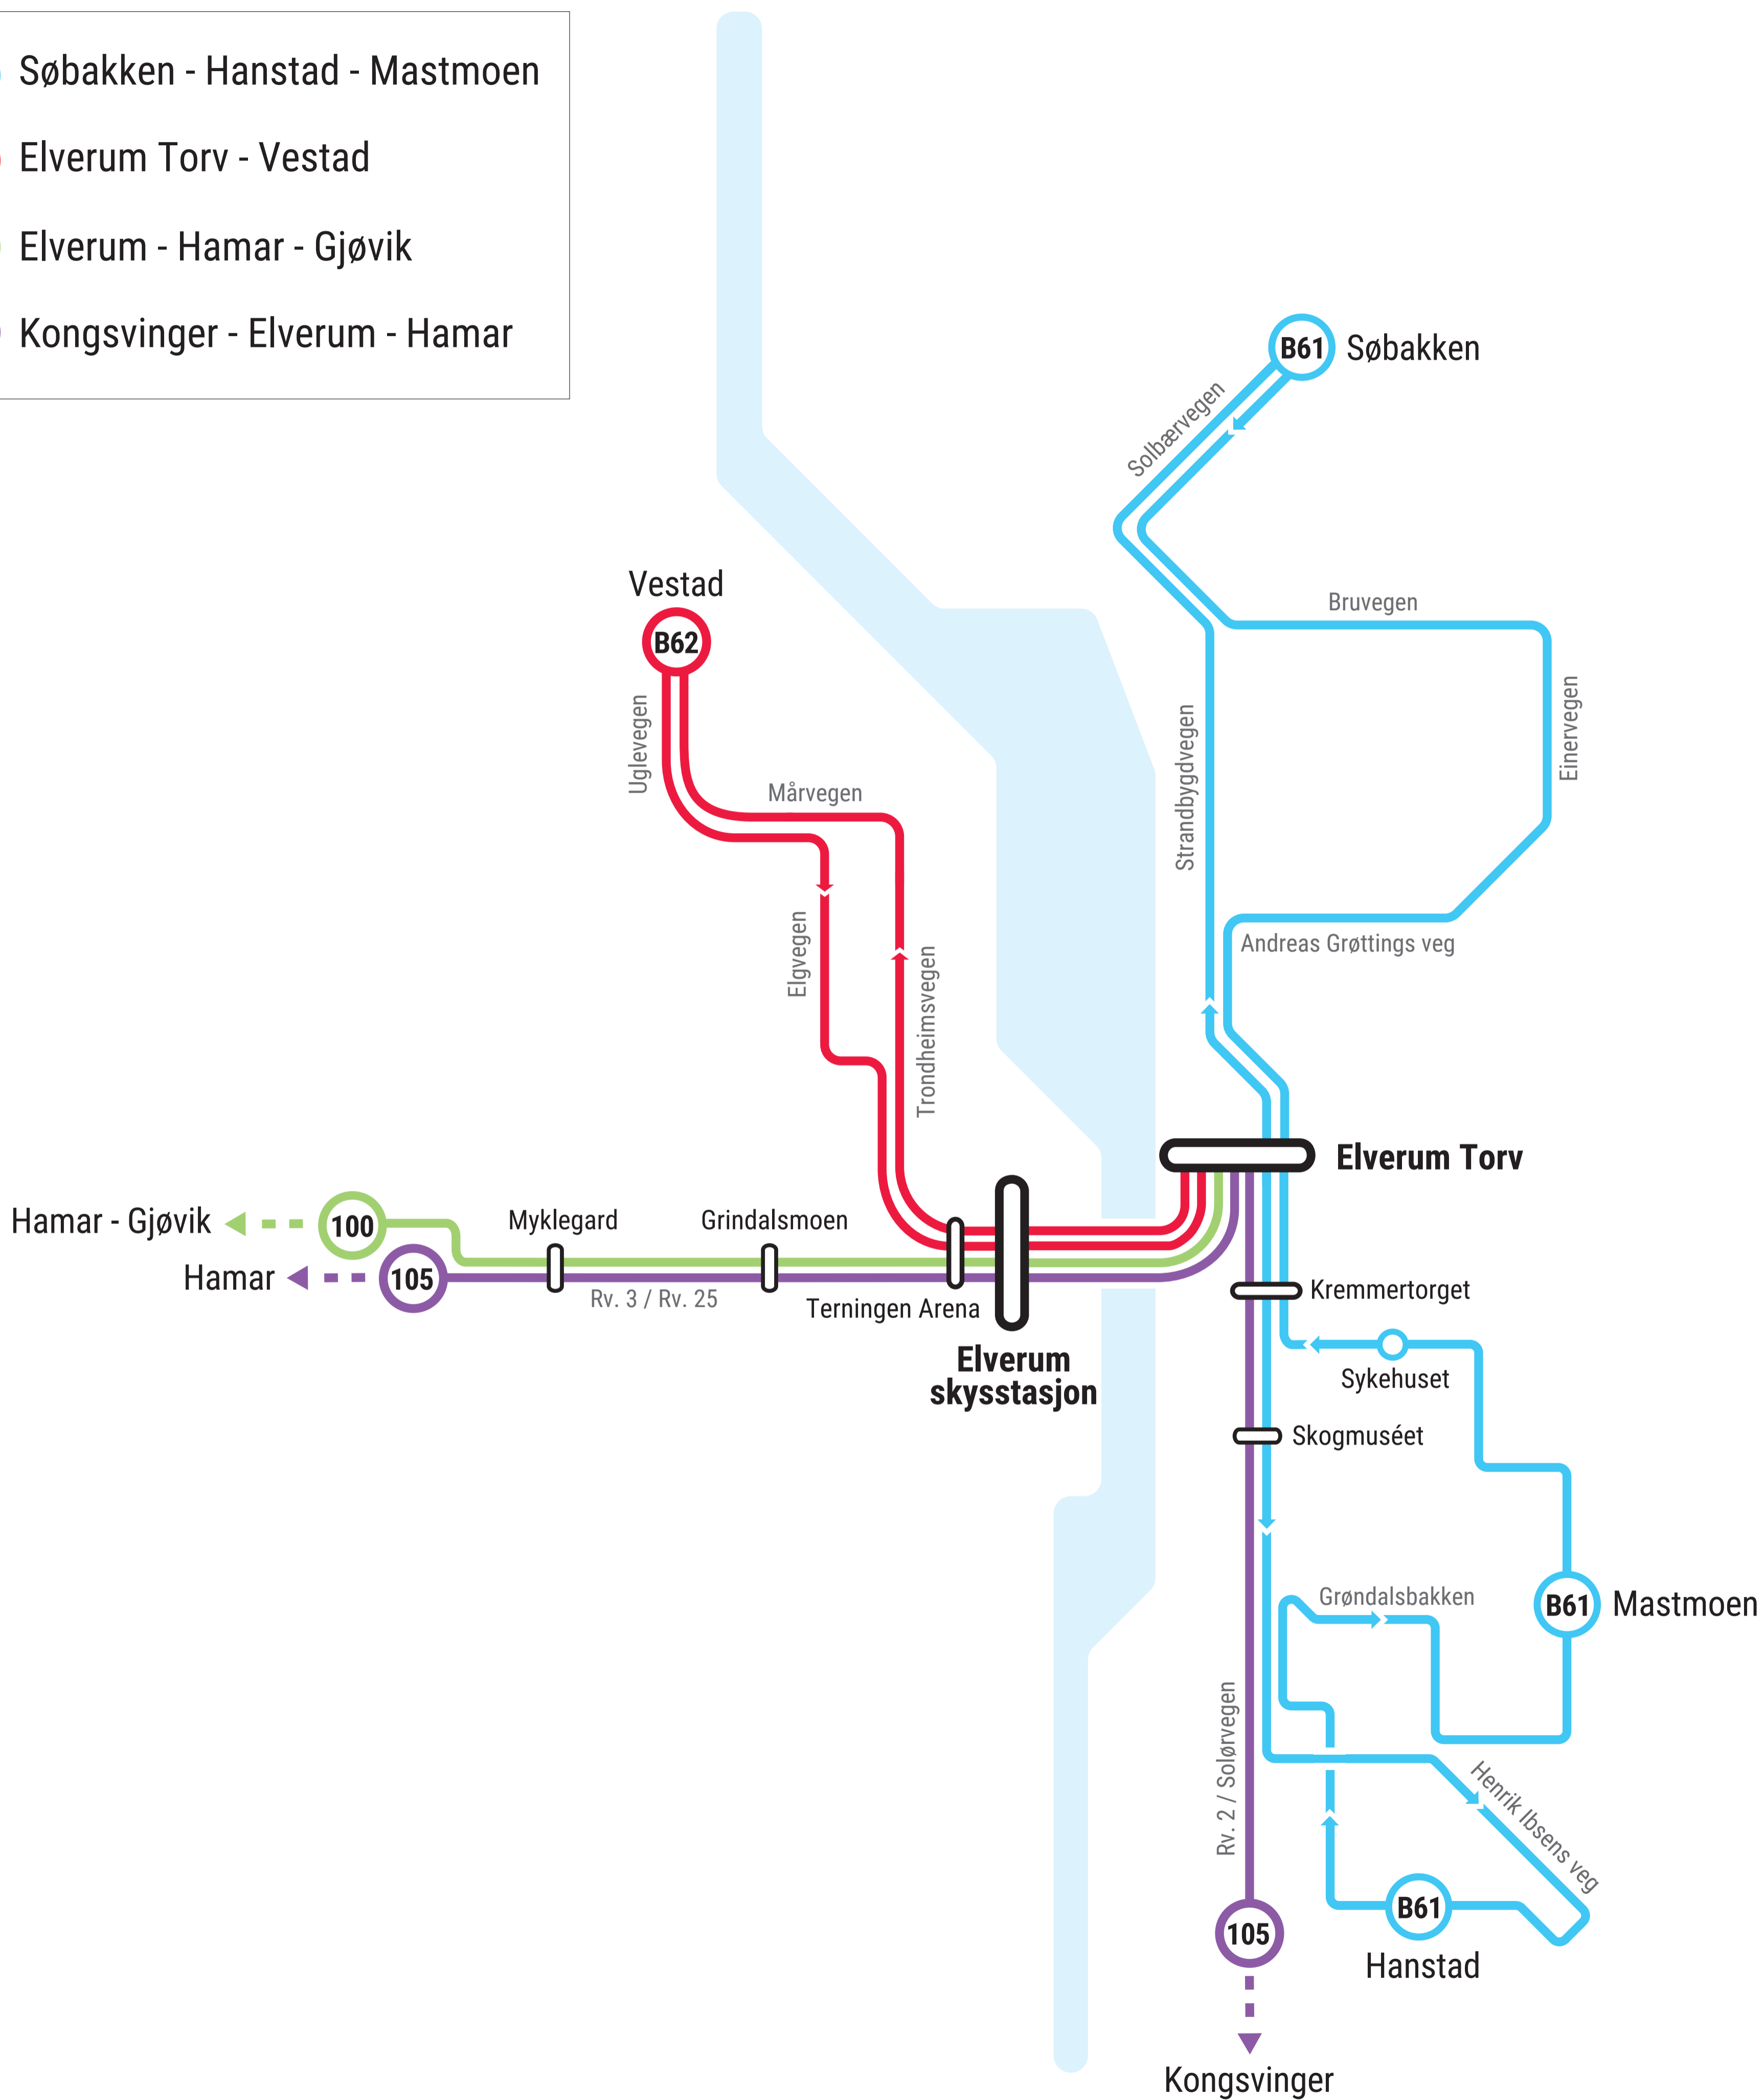 Søbakken - Hanstad - Mastmoen
Elverum Torv - Vestad
Elverum - Hamar - Gjøvik
Kongsvinger - Elverum - Hamar
B61 Søbakken
Solbærvegen
Vestad
B62
Bruvegen
Uglevegen
Einervegen
Strandbygdvegen
Mårvegen
Elgvegen
Andreas Grøttings veg
Trondheimsvegen
Elverum Torv
Hamar - Gjøvik
100
Myklegard
Grindalsmoen
Hamar
105
Rv. 3 / Rv. 25
Terningen Arena
Kremmertorget
Elverum
skysstasjon
Sykehuset
Skogmuséet
Grøndalsbakken
B61 Mastmoen
Rv. 2 / Solørvegen
Henrik Ibsens veg
B61
Hanstad
105
Kongsvinger